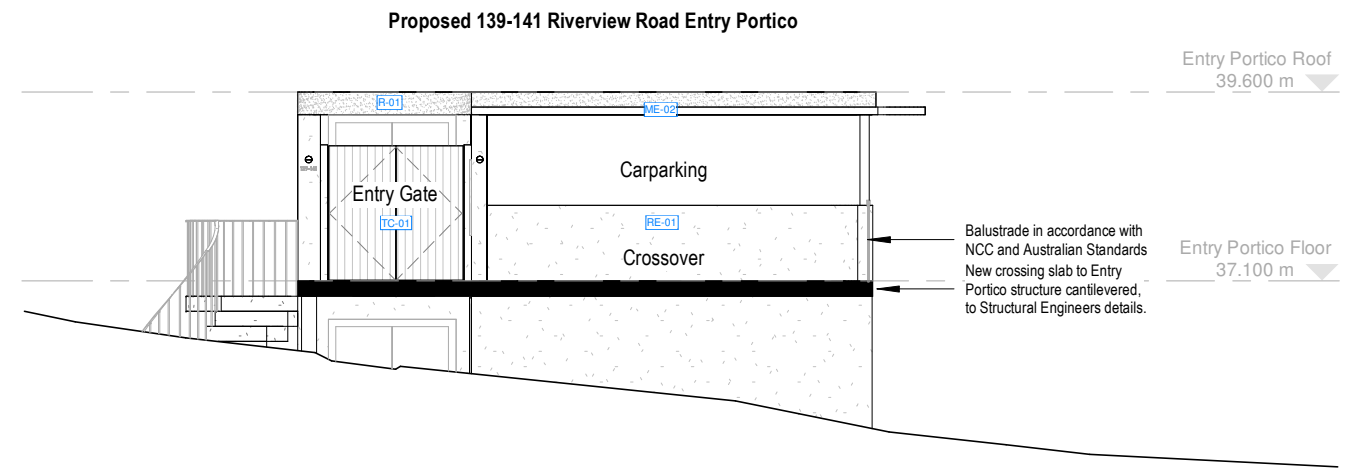 Proposed 139-141 Riverview Road Entry Portico
Entry Portico Roof
39.600 m
R-01
ME-02
Carparking
Entry Gate
TC-01
RE-01
Crossover
Balustrade in accordance with
NCC and Australian Standards
New crossing slab to Entry
Portico structure cantilevered,
to Structural Engineers details.
Entry Portico Floor
37.100 m